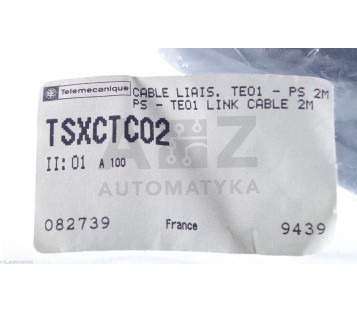 Telemecanique
CABLE LIAIS. TE01 - PS 2M
PS - TE01 LINK CABLE 2M
TSXCTC02
II: 01 A 100
AUTOMATYKA
082739 France 9439